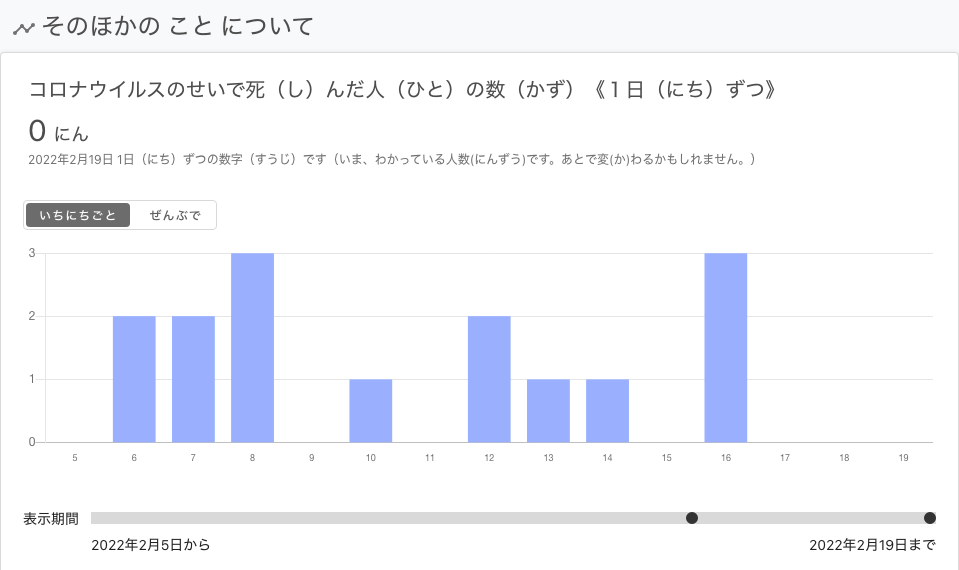 そのほかの こと について
コロナウイルスのせいで死（し）んだ人（ひと）の数（かず）《１日（にち）ずつ》
0 にん
2022年2月19日 1日（にち）ずつの数字（すうじ）です（いま、わかっている人数(にんずう)です。あとで変(か)わるかもしれません。）
いちにちごと ぜんぶで
3
2
1
0
5 6 7 8 9 10 11 12 13 14 15 16 17 18 19
表示期間
2022年2月5日から 2022年2月19日まで